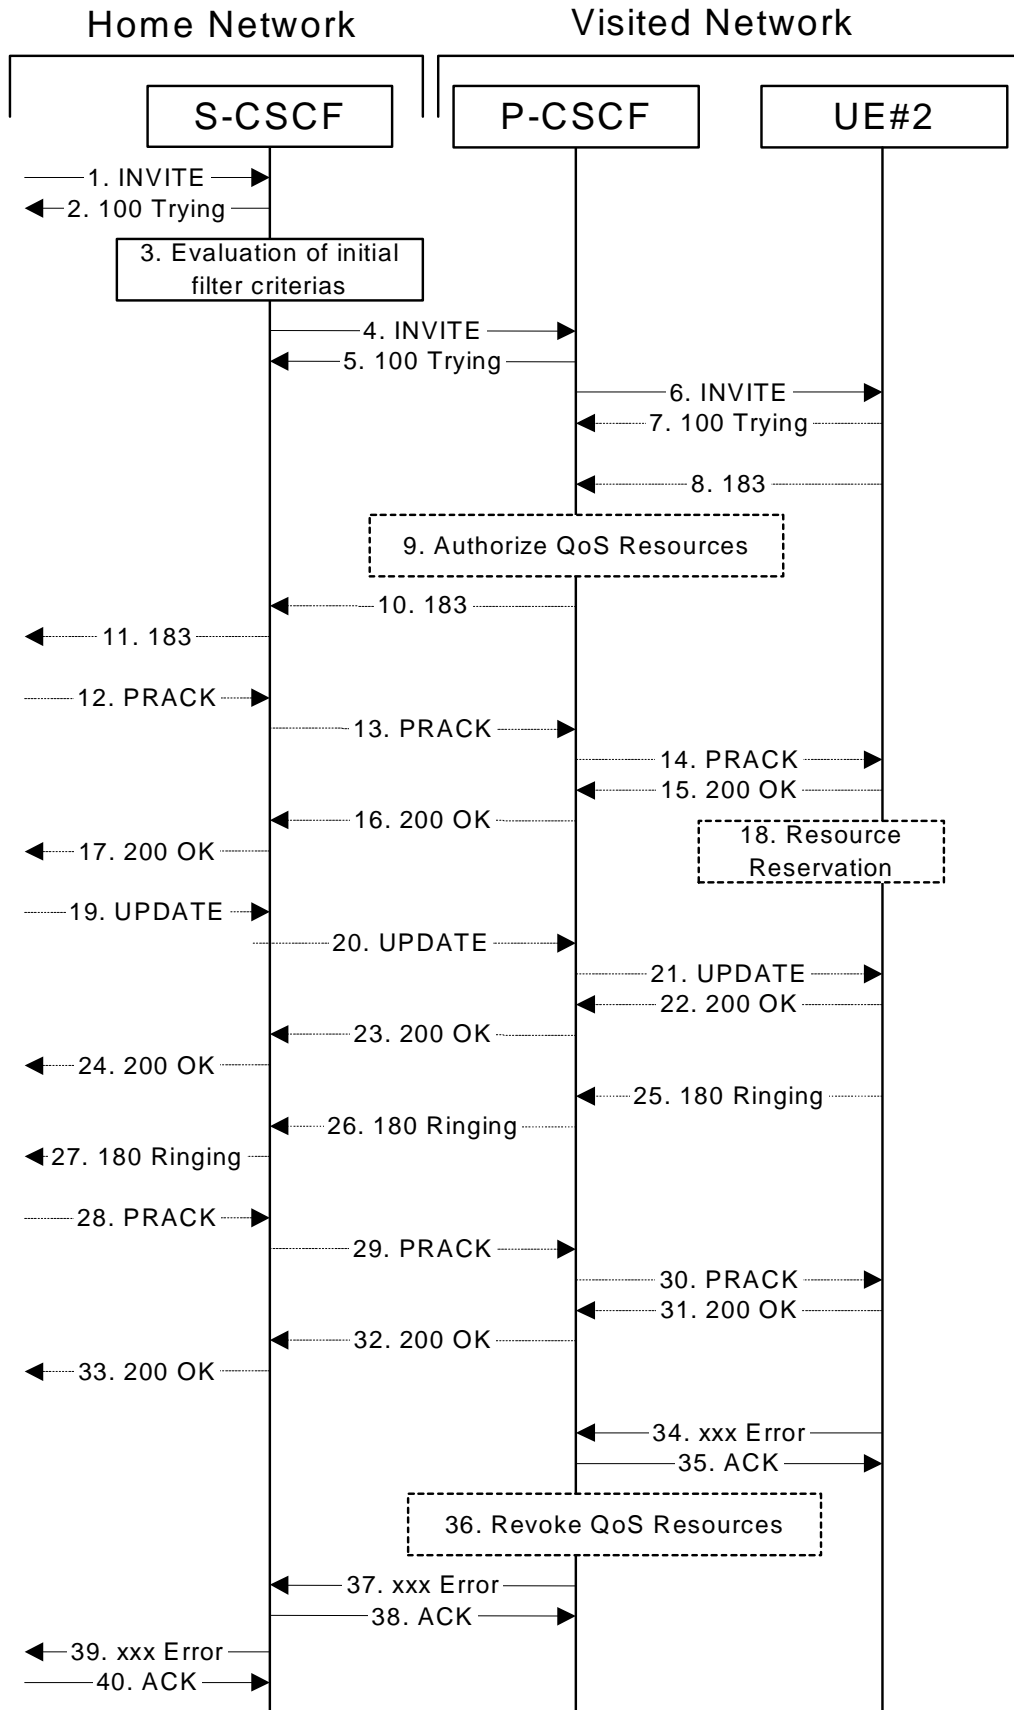 Home Network
Visited Network
S-CSCF
P-CSCF
UE#2
1. INVITE
2. 100 Trying
3. Evaluation of initial
filter criterias
4. INVITE
5. 100 Trying
6. INVITE
7. 100 Trying
8. 183
9. Authorize QoS Resources
10. 183
11. 183
12. PRACK
13. PRACK
14. PRACK
15. 200 OK
16. 200 OK
17. 200 OK
18. Resource
Reservation
19. UPDATE
20. UPDATE
21. UPDATE
22. 200 OK
23. 200 OK
24. 200 OK
25. 180 Ringing
26. 180 Ringing
27. 180 Ringing
28. PRACK
29. PRACK
30. PRACK
31. 200 OK
32. 200 OK
33. 200 OK
34. xxx Error
35. ACK
36. Revoke QoS Resources
37. xxx Error
38. ACK
39. xxx Error
40. ACK